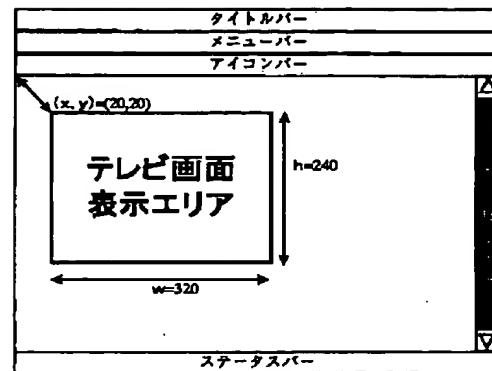 タイトルバー
メニューバー
アイコンバー
(x, y)=(20,20)
テレビ画面
表示エリア
h=240
w=320
ステータスバー